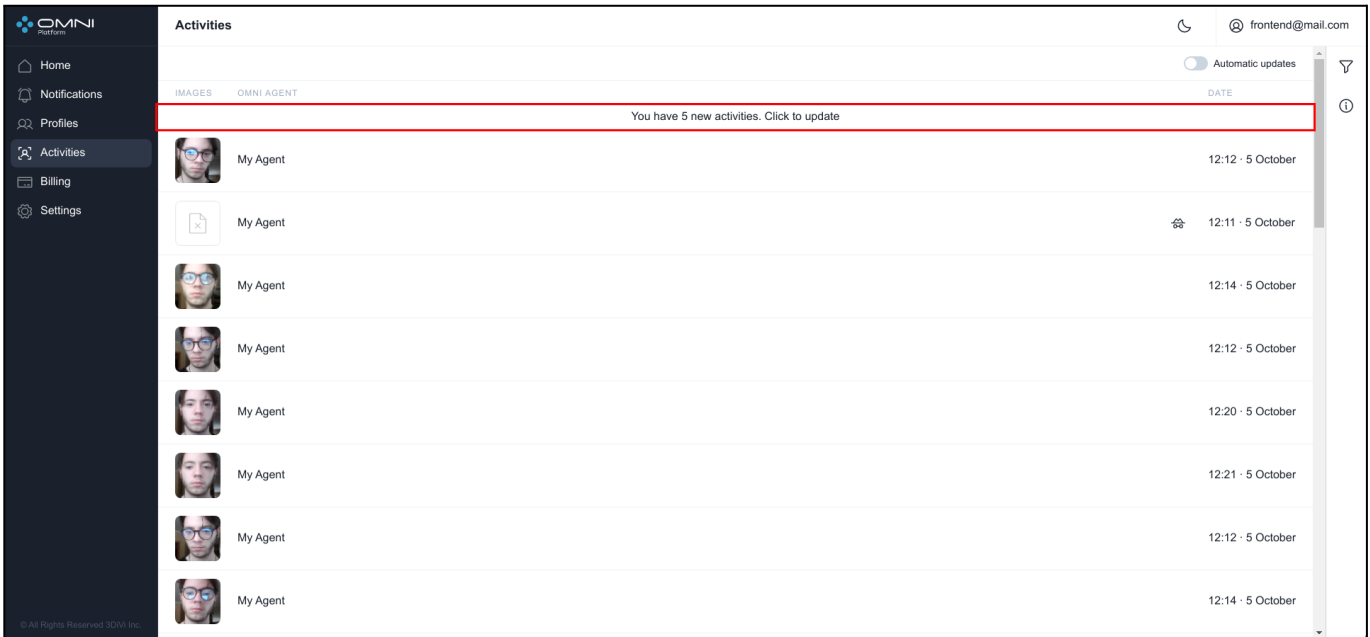 OMNI
Platform
Activities
frontend@mail.com
Home
Notifications
Profiles
Activities
Billing
Settings
Automatic updates
IMAGES OMNI AGENT DATE
You have 5 new activities. Click to update
My Agent 12:12 · 5 October
My Agent 12:11 · 5 October
My Agent 12:14 · 5 October
My Agent 12:12 · 5 October
My Agent 12:20 · 5 October
My Agent 12:21 · 5 October
My Agent 12:12 · 5 October
My Agent 12:14 · 5 October
© All Rights Reserved 3DiVi Inc.